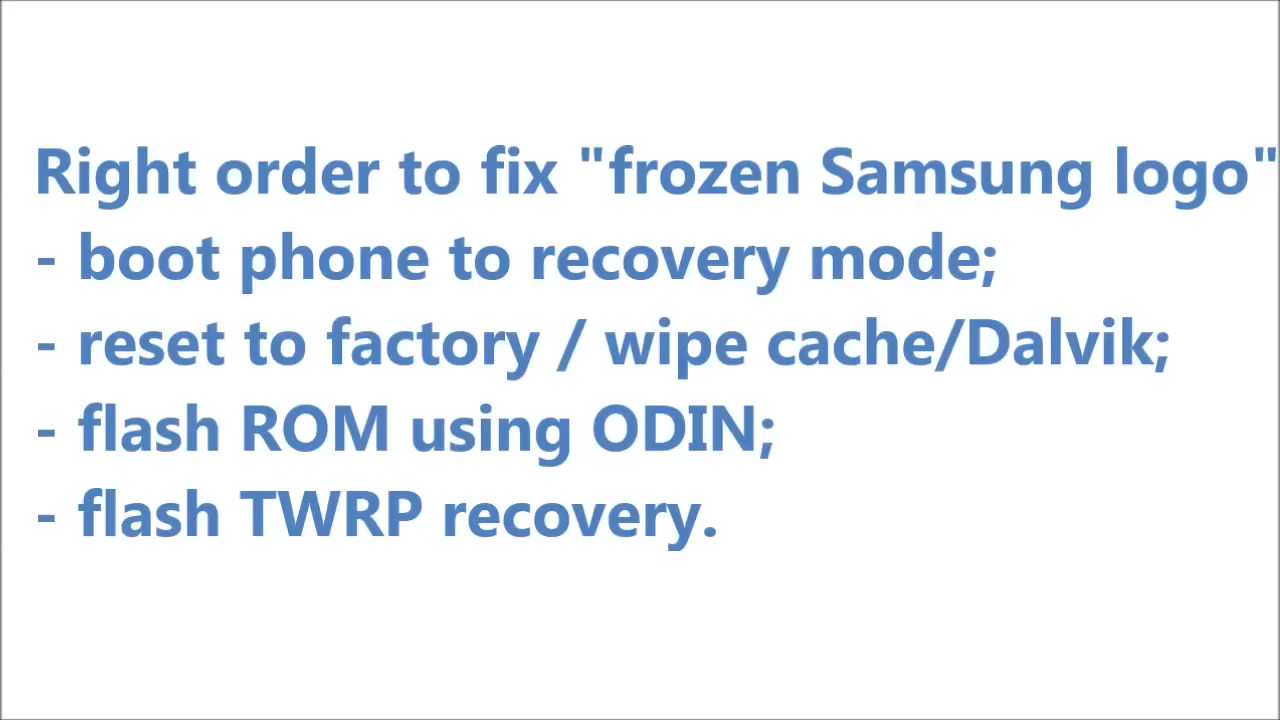 Right order to fix "frozen Samsung logo"
- boot phone to recovery mode;
- reset to factory / wipe cache/Dalvik;
- flash ROM using ODIN;
- flash TWRP recovery.